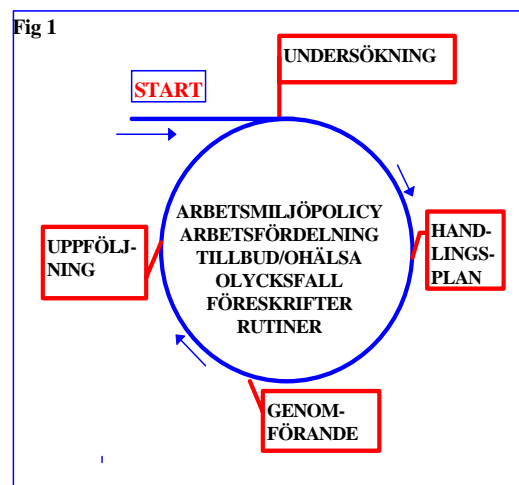 Fig 1
UNDERSÖKNING
START
ARBETSMILJÖPOLICY
ARBETSFÖRDELNING
TILLBUD/OHÄLSA
OLYCKSFALL
FÖRESKRIFTER
RUTINER
HAND-
LINGS-
PLAN
UPPFÖLJ-
NING
GENOM-
FÖRANDE